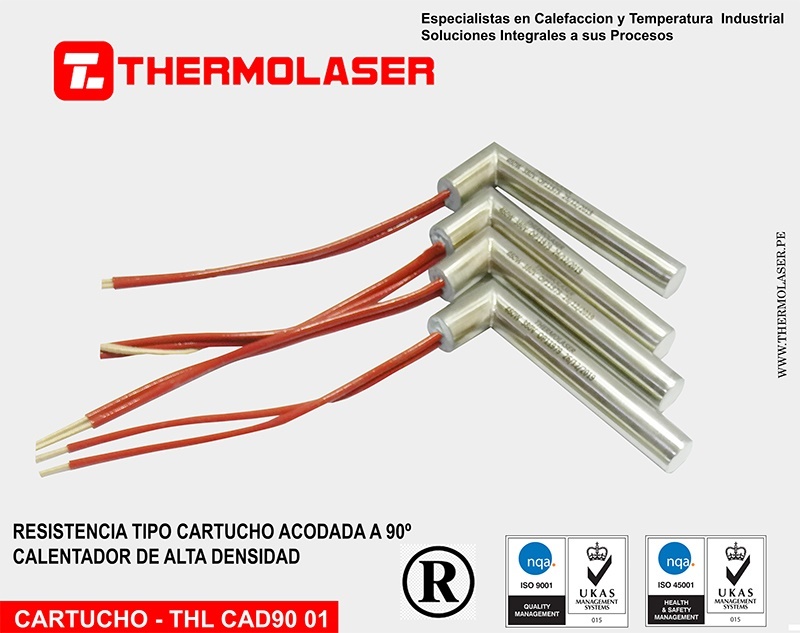 Especialistas en Calefaccion y Temperatura Industrial
Soluciones Integrales a sus Procesos
THERMOLASER
WWW.THERMOLASER.PE
RESISTENCIA TIPO CARTUCHO ACODADA A 90º
CALENTADOR DE ALTA DENSIDAD
CARTUCHO - THL CAD90 01
R
nqa.
ISO 9001
QUALITY
MANAGEMENT
UKAS
MANAGEMENT
SYSTEMS
015
nqa.
ISO 45001
HEALTH
& SAFETY
MANAGEMENT
UKAS
MANAGEMENT
SYSTEMS
015